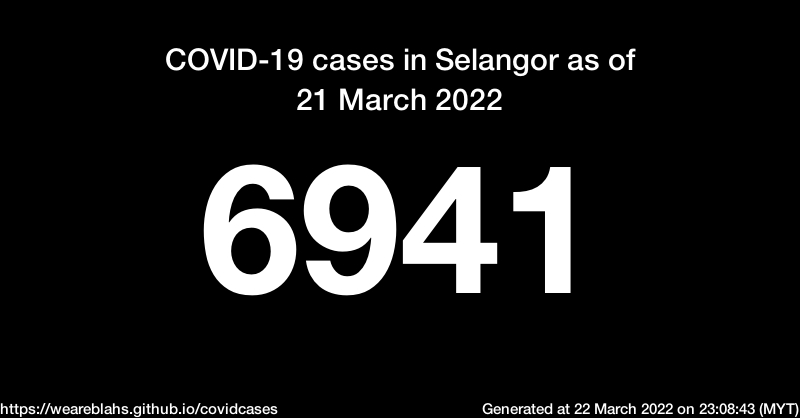 COVID-19 cases in Selangor as of
21 March 2022
6941
https://weareblahs.github.io/covidcases
Generated at 22 March 2022 on 23:08:43 (MYT)